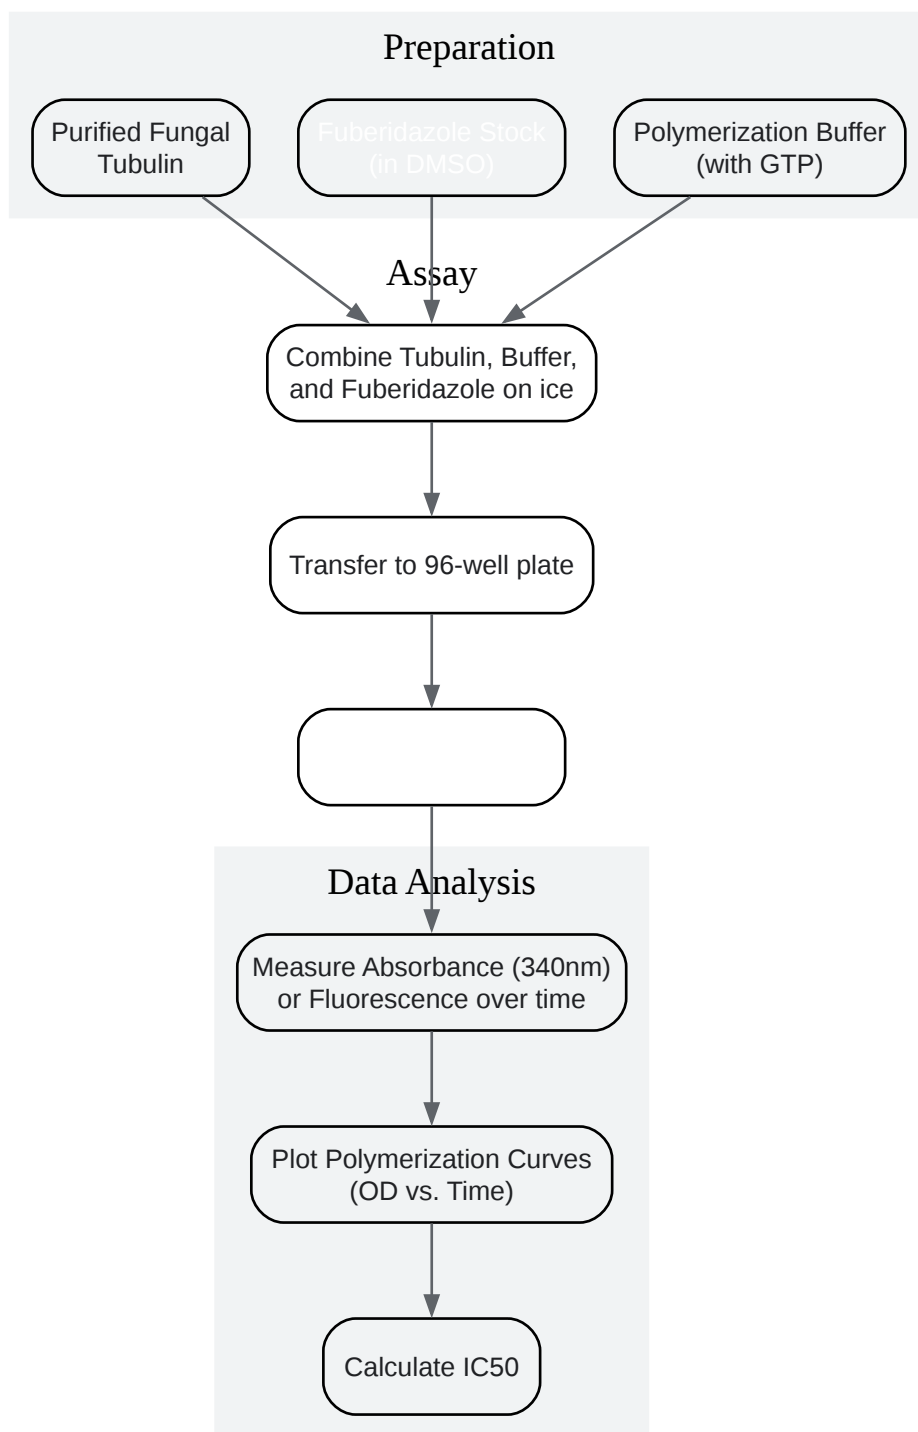 Preparation
Purified Fungal
Tubulin
Fuberidazole Stock
(in DMSO)
Polymerization Buffer
(with GTP)
Assay
Combine Tubulin, Buffer,
and Fuberidazole on ice
Transfer to 96-well plate
Data Analysis
Measure Absorbance (340nm)
or Fluorescence over time
Plot Polymerization Curves
(OD vs. Time)
Calculate IC50